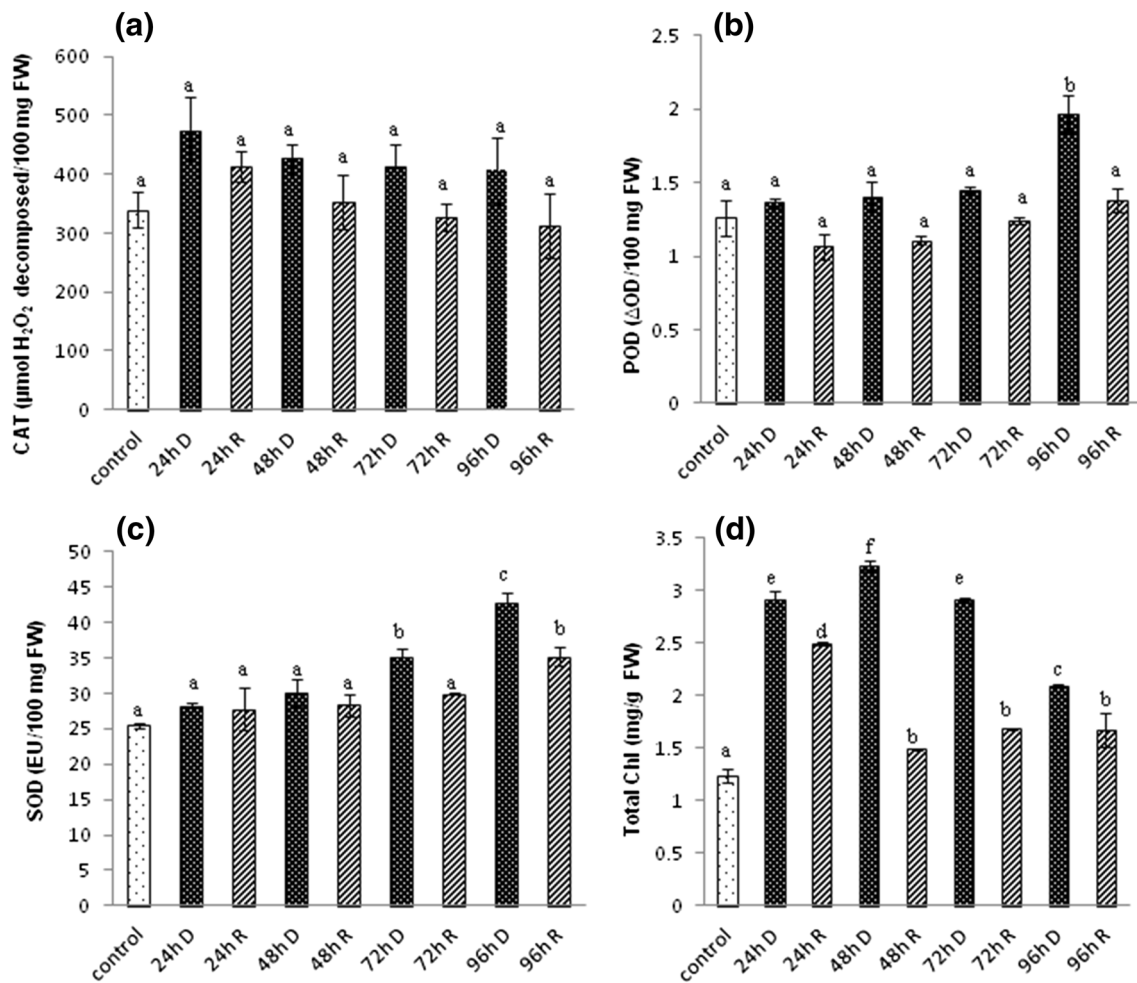 (a)
CAT (µmol H₂O₂ decomposed/100 mg FW)
600
500
400
300
200
100
0
a
a
a
a
a
a
a
a
a
control
24h D
24h R
48h D
48h R
72h D
72h R
96h D
96h R
(b)
POD (ΔOD/100 mg FW)
2.5
2
1.5
1
0.5
0
a
a
a
a
a
a
a
b
a
control
24h D
24h R
48h D
48h R
72h D
72h R
96h D
96h R
(c)
SOD (EU/100 mg FW)
50
45
40
35
30
25
20
15
10
5
0
a
a
a
a
a
b
a
c
b
control
24h D
24h R
48h D
48h R
72h D
72h R
96h D
96h R
(d)
Total Chl (mg/g FW)
3.5
3
2.5
2
1.5
1
0.5
0
a
e
d
f
b
e
b
c
b
control
24h D
24h R
48h D
48h R
72h D
72h R
96h D
96h R